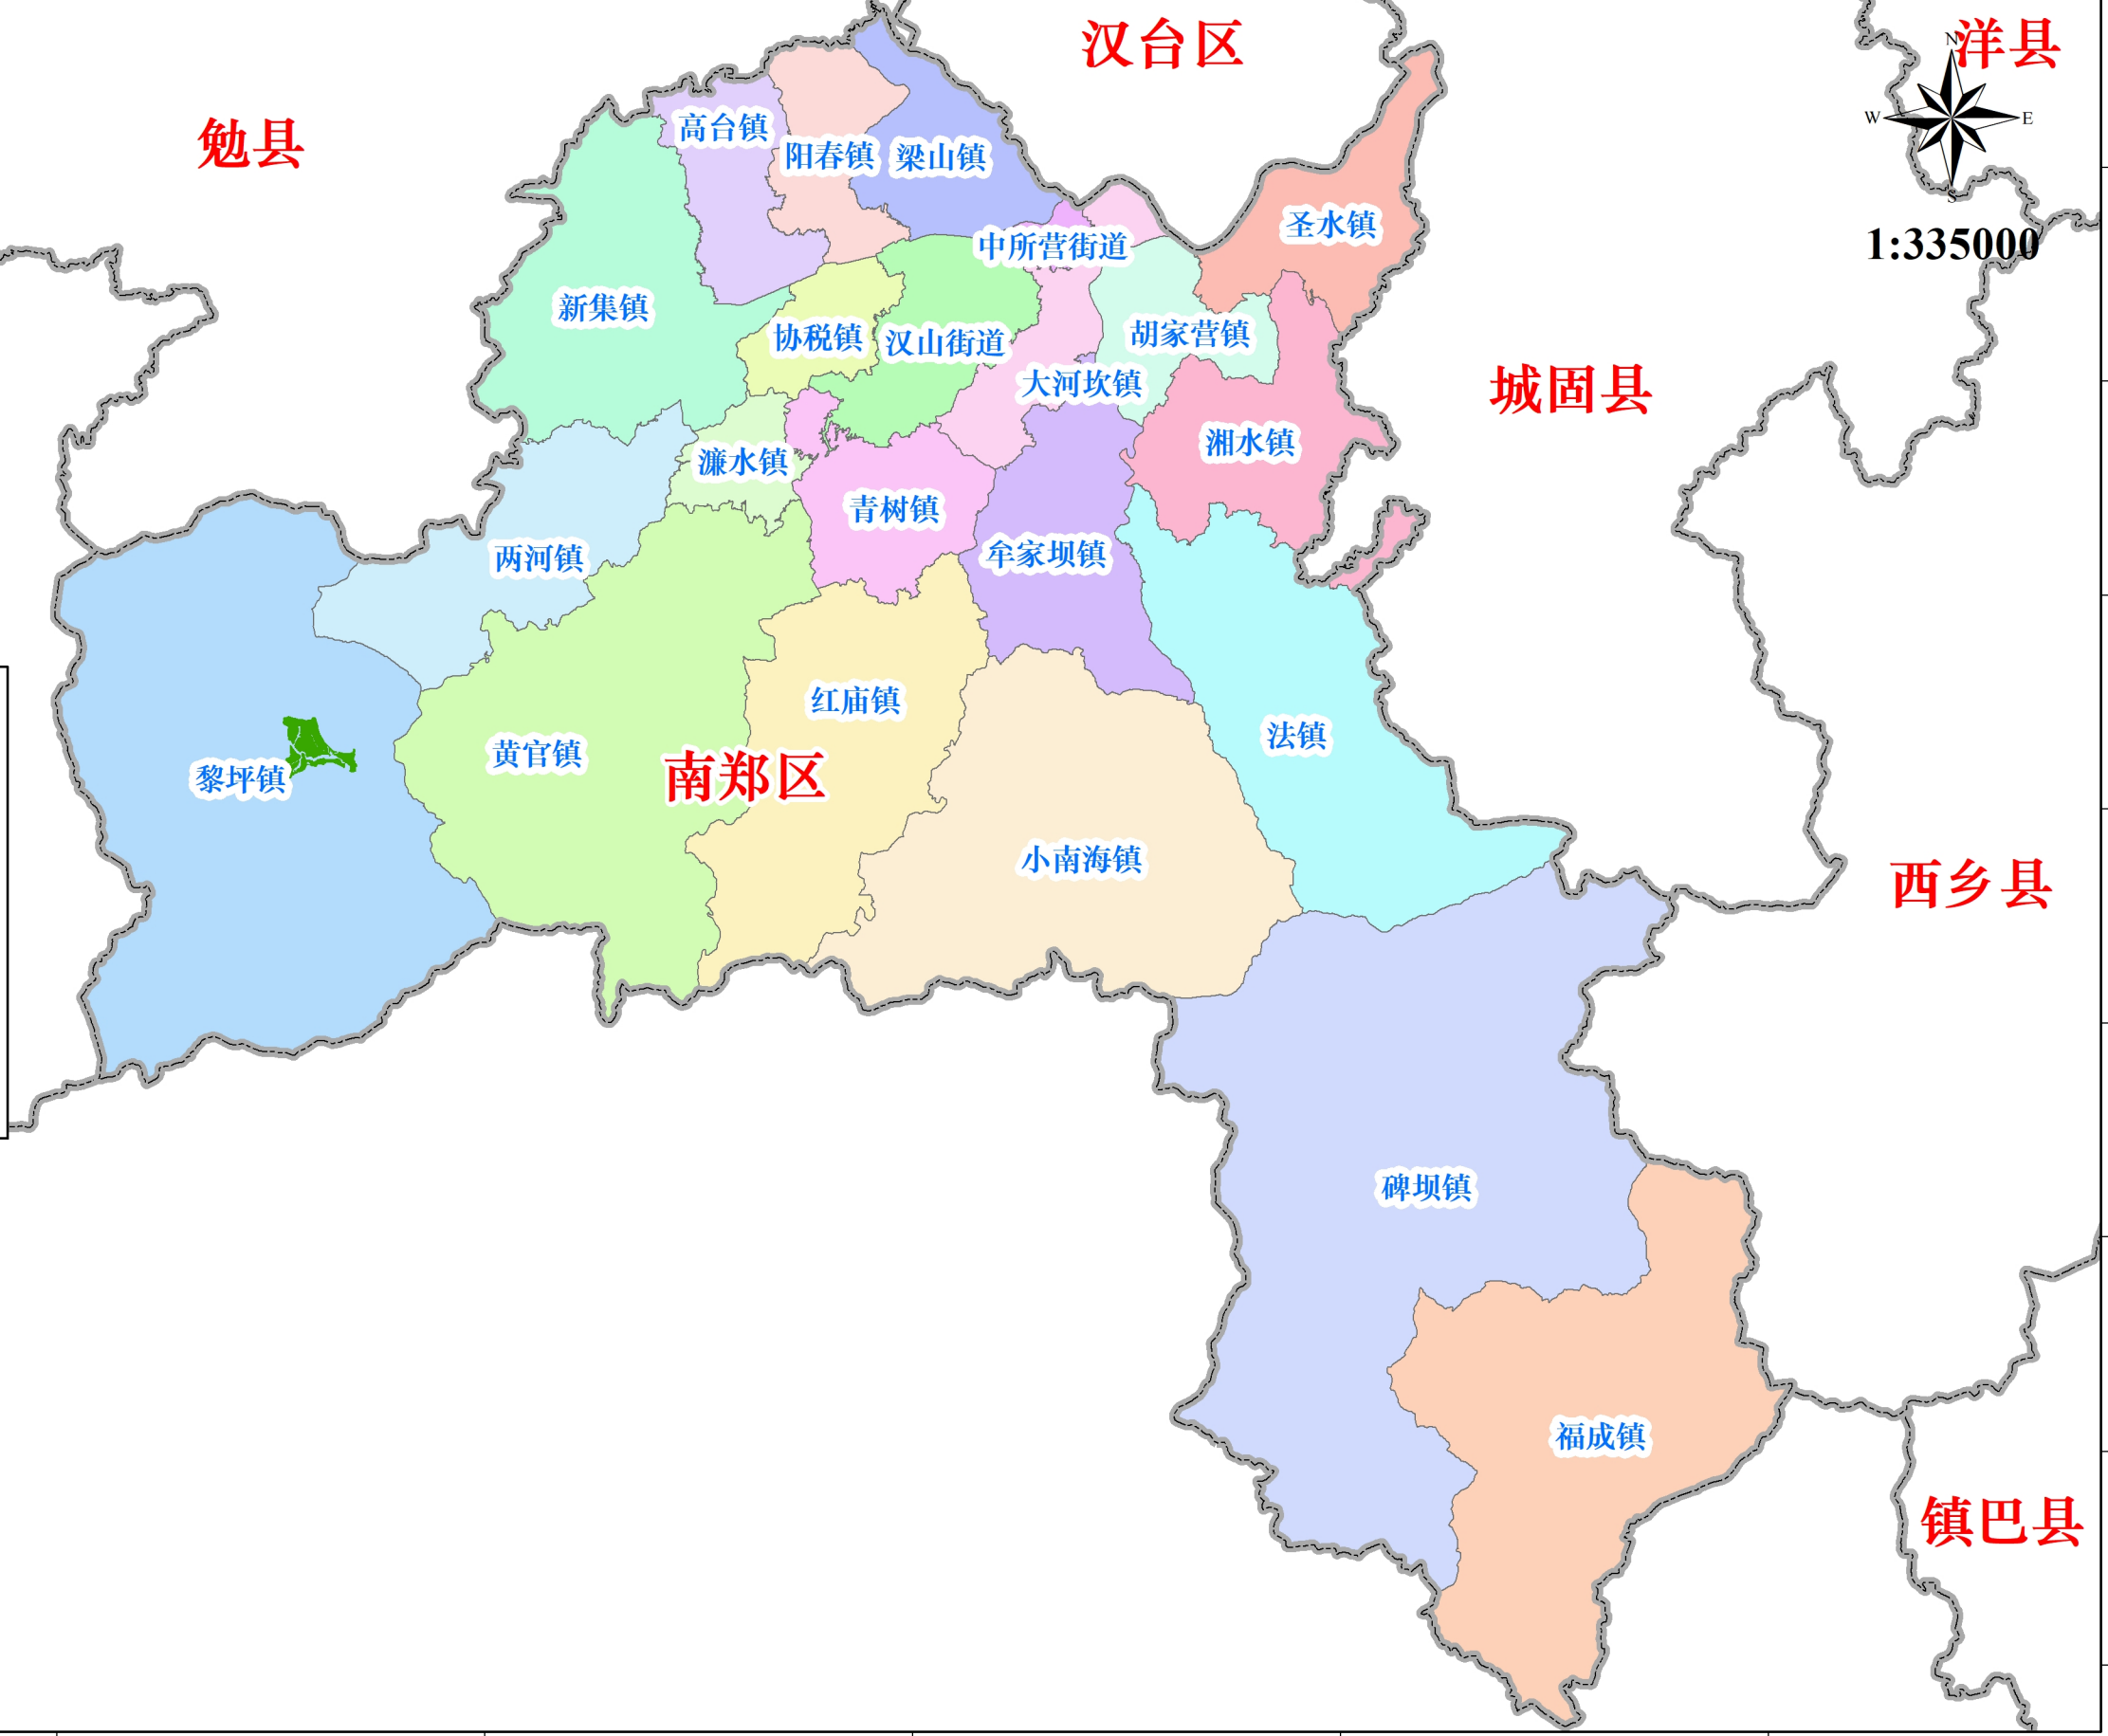 汉台区
洋县
N
W
E
S
勉县
高台镇
阳春镇
梁山镇
圣水镇
中所营街道
1:335000
新集镇
协税镇
汉山街道
胡家营镇
大河坎镇
城固县
湘水镇
濂水镇
青树镇
两河镇
牟家坝镇
红庙镇
法镇
黄官镇
南郑区
黎坪镇
小南海镇
西乡县
碑坝镇
福成镇
镇巴县